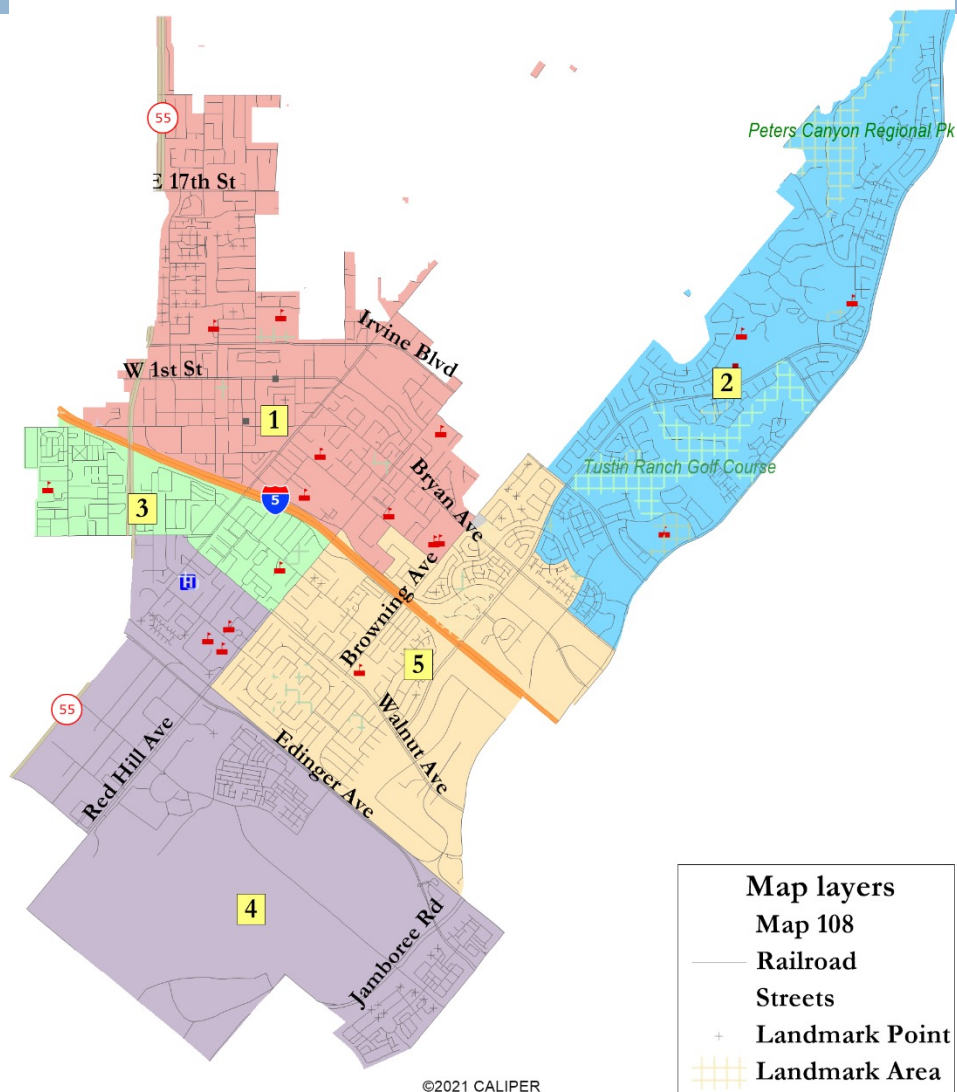 55
Peters Canyon Regional Pk
E 17th St
Irvine Blvd
W 1st St
2
1
Bryan Ave
Tustin Ranch Golf Course
5
3
H
Browning Ave
5
55
Walnut Ave
Red Hill Ave
Edinger Ave
4
Jamboree Rd
Map layers
Map 108
Railroad
Streets
Landmark Point
Landmark Area
©2021 CALIPER